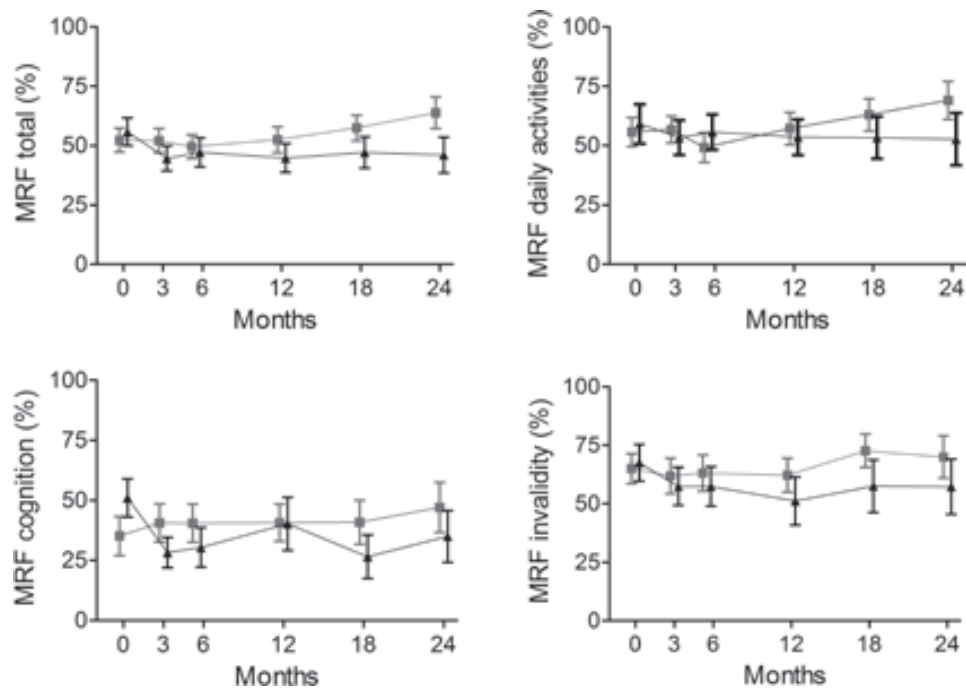 MRF total (%)
100
75
50
25
0
0 3 6 12 18 24
Months
MRF daily activities (%)
100
75
50
25
0
0 3 6 12 18 24
Months
MRF cognition (%)
100
75
50
25
0
0 3 6 12 18 24
Months
MRF invalidity (%)
100
75
50
25
0
0 3 6 12 18 24
Months